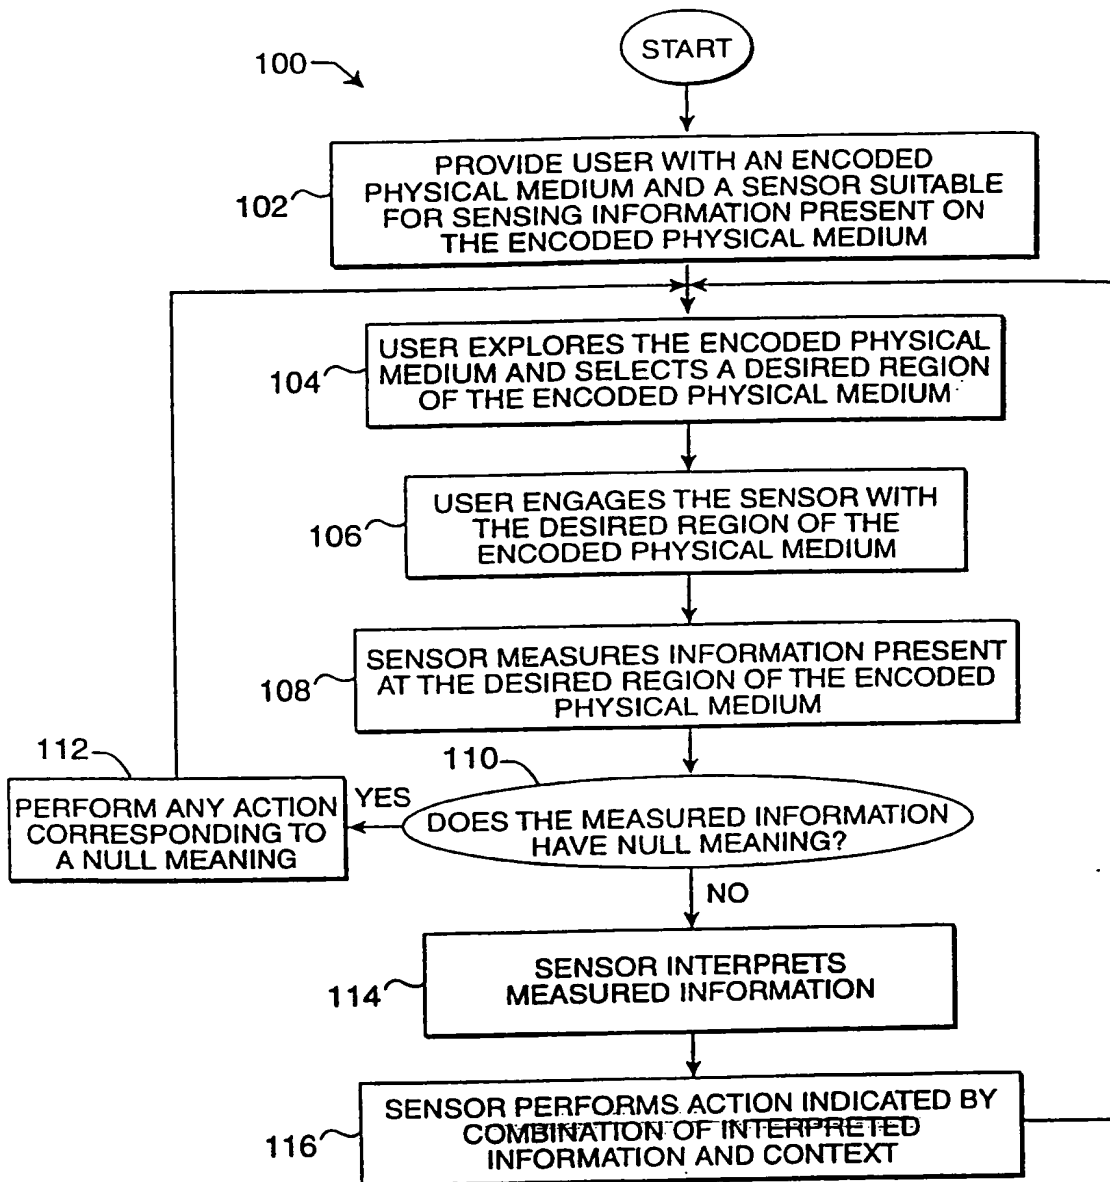 START
100
PROVIDE USER WITH AN ENCODED
PHYSICAL MEDIUM AND A SENSOR SUITABLE
FOR SENSING INFORMATION PRESENT ON
THE ENCODED PHYSICAL MEDIUM
102
USER EXPLORES THE ENCODED PHYSICAL
MEDIUM AND SELECTS A DESIRED REGION
OF THE ENCODED PHYSICAL MEDIUM
104
USER ENGAGES THE SENSOR WITH
THE DESIRED REGION OF THE
ENCODED PHYSICAL MEDIUM
106
SENSOR MEASURES INFORMATION PRESENT
AT THE DESIRED REGION OF THE ENCODED
PHYSICAL MEDIUM
108
110
DOES THE MEASURED INFORMATION
HAVE NULL MEANING?
YES
112
PERFORM ANY ACTION
CORRESPONDING TO
A NULL MEANING
NO
SENSOR INTERPRETS
MEASURED INFORMATION
114
SENSOR PERFORMS ACTION INDICATED BY
COMBINATION OF INTERPRETED
INFORMATION AND CONTEXT
116